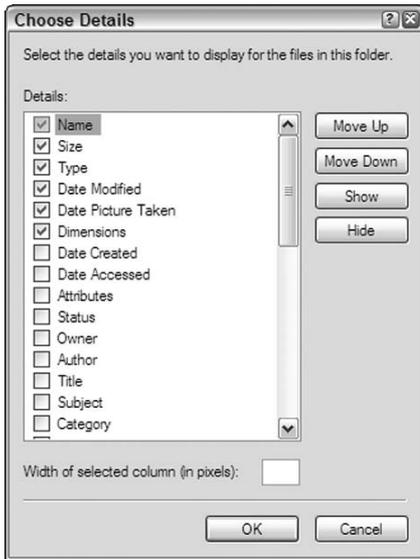 Choose Details
Select the details you want to display for the files in this folder.
Details:
Name
Size
Type
Date Modified
Date Picture Taken
Dimensions
Date Created
Date Accessed
Attributes
Status
Owner
Author
Title
Subject
Category
Move Up
Move Down
Show
Hide
Width of selected column (in pixels):
OK
Cancel